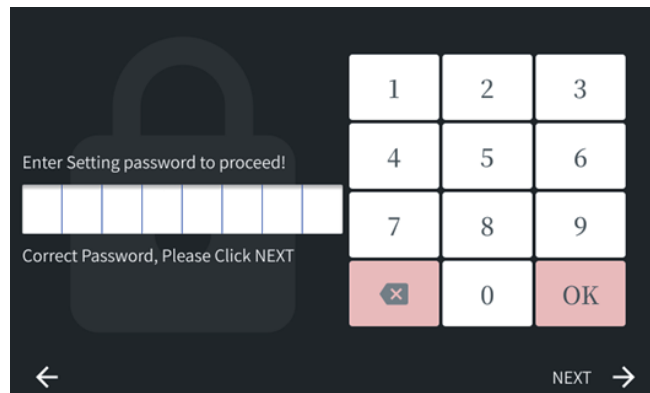 Enter Setting password to proceed!
Correct Password, Please Click NEXT
1 2 3
4 5 6
7 8 9
0 OK
NEXT